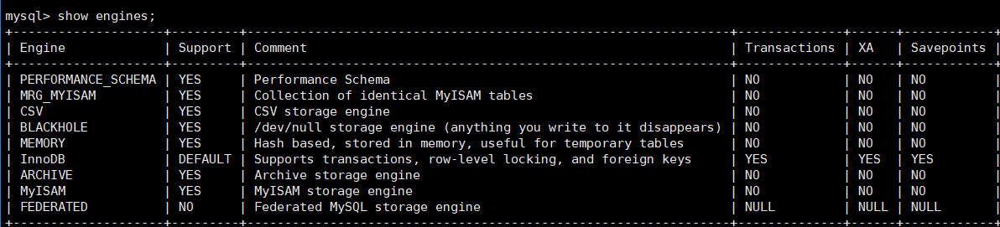 mysql> show engines;
+--------------------+---------+----------------------------------------------------------------+--------------+------+------------+
| Engine             | Support | Comment                                                        | Transactions | XA   | Savepoints |
+--------------------+---------+----------------------------------------------------------------+--------------+------+------------+
| PERFORMANCE_SCHEMA | YES     | Performance Schema                                             | NO           | NO   | NO         |
| MRG_MYISAM         | YES     | Collection of identical MyISAM tables                          | NO           | NO   | NO         |
| CSV                | YES     | CSV storage engine                                             | NO           | NO   | NO         |
| BLACKHOLE          | YES     | /dev/null storage engine (anything you write to it disappears) | NO           | NO   | NO         |
| MEMORY             | YES     | Hash based, stored in memory, useful for temporary tables      | NO           | NO   | NO         |
| InnoDB             | DEFAULT | Supports transactions, row-level locking, and foreign keys     | YES          | YES  | YES        |
| ARCHIVE            | YES     | Archive storage engine                                         | NO           | NO   | NO         |
| MyISAM             | YES     | MyISAM storage engine                                          | NO           | NO   | NO         |
| FEDERATED          | NO      | Federated MySQL storage engine                                 | NULL         | NULL | NULL       |
+--------------------+---------+----------------------------------------------------------------+--------------+------+------------+